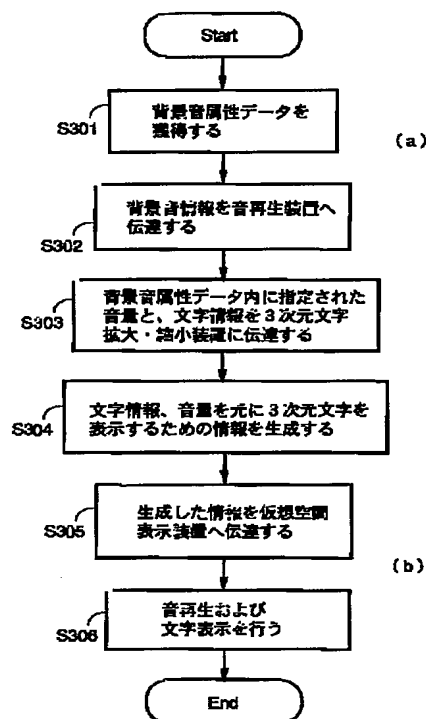 Start
S301
背景音属性データを
獲得する
(a)
S302
背景音情報を音再生装置へ
伝達する
S303
背景音属性データ内に指定された
音量と、文字情報を3次元文字
拡大・縮小装置に伝達する
S304
文字情報、音量を元に3次元文字を
表示するための情報を生成する
S305
生成した情報を仮想空間
表示装置へ伝達する
(b)
S306
音再生および
文字表示を行う
End